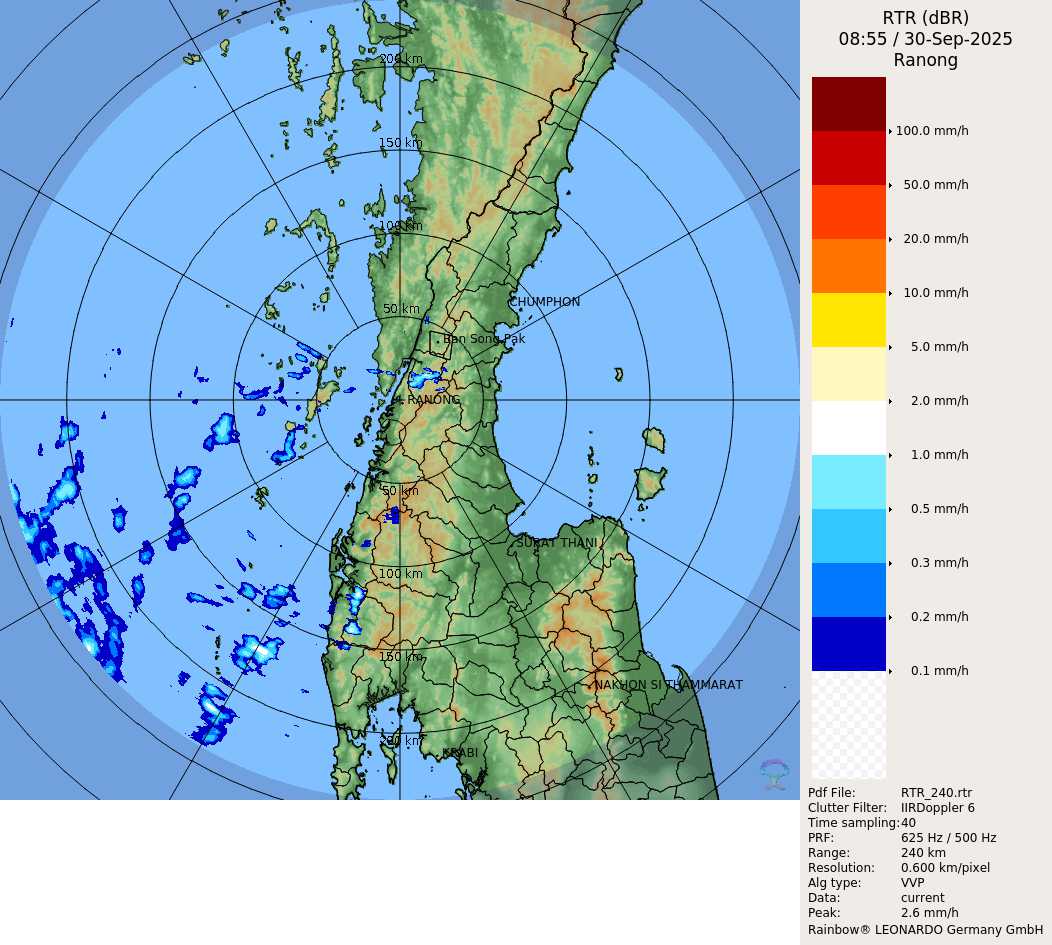 RTR (dBR)
08:55 / 30-Sep-2025
Ranong
200 km
150 km
100 km
50 km
CHUMPHON
Ban Song Pak
RANONG
50 km
SURAT THANI
100 km
150 km
NAKHON SI THAMMARAT
200 km
KRABI
100.0 mm/h
50.0 mm/h
20.0 mm/h
10.0 mm/h
5.0 mm/h
2.0 mm/h
1.0 mm/h
0.5 mm/h
0.3 mm/h
0.2 mm/h
0.1 mm/h
Pdf File: RTR_240.rtr
Clutter Filter: IIRDoppler 6
Time sampling: 40
PRF: 625 Hz / 500 Hz
Range: 240 km
Resolution: 0.600 km/pixel
Alg type: VVP
Data: current
Peak: 2.6 mm/h
Rainbow® LEONARDO Germany GmbH